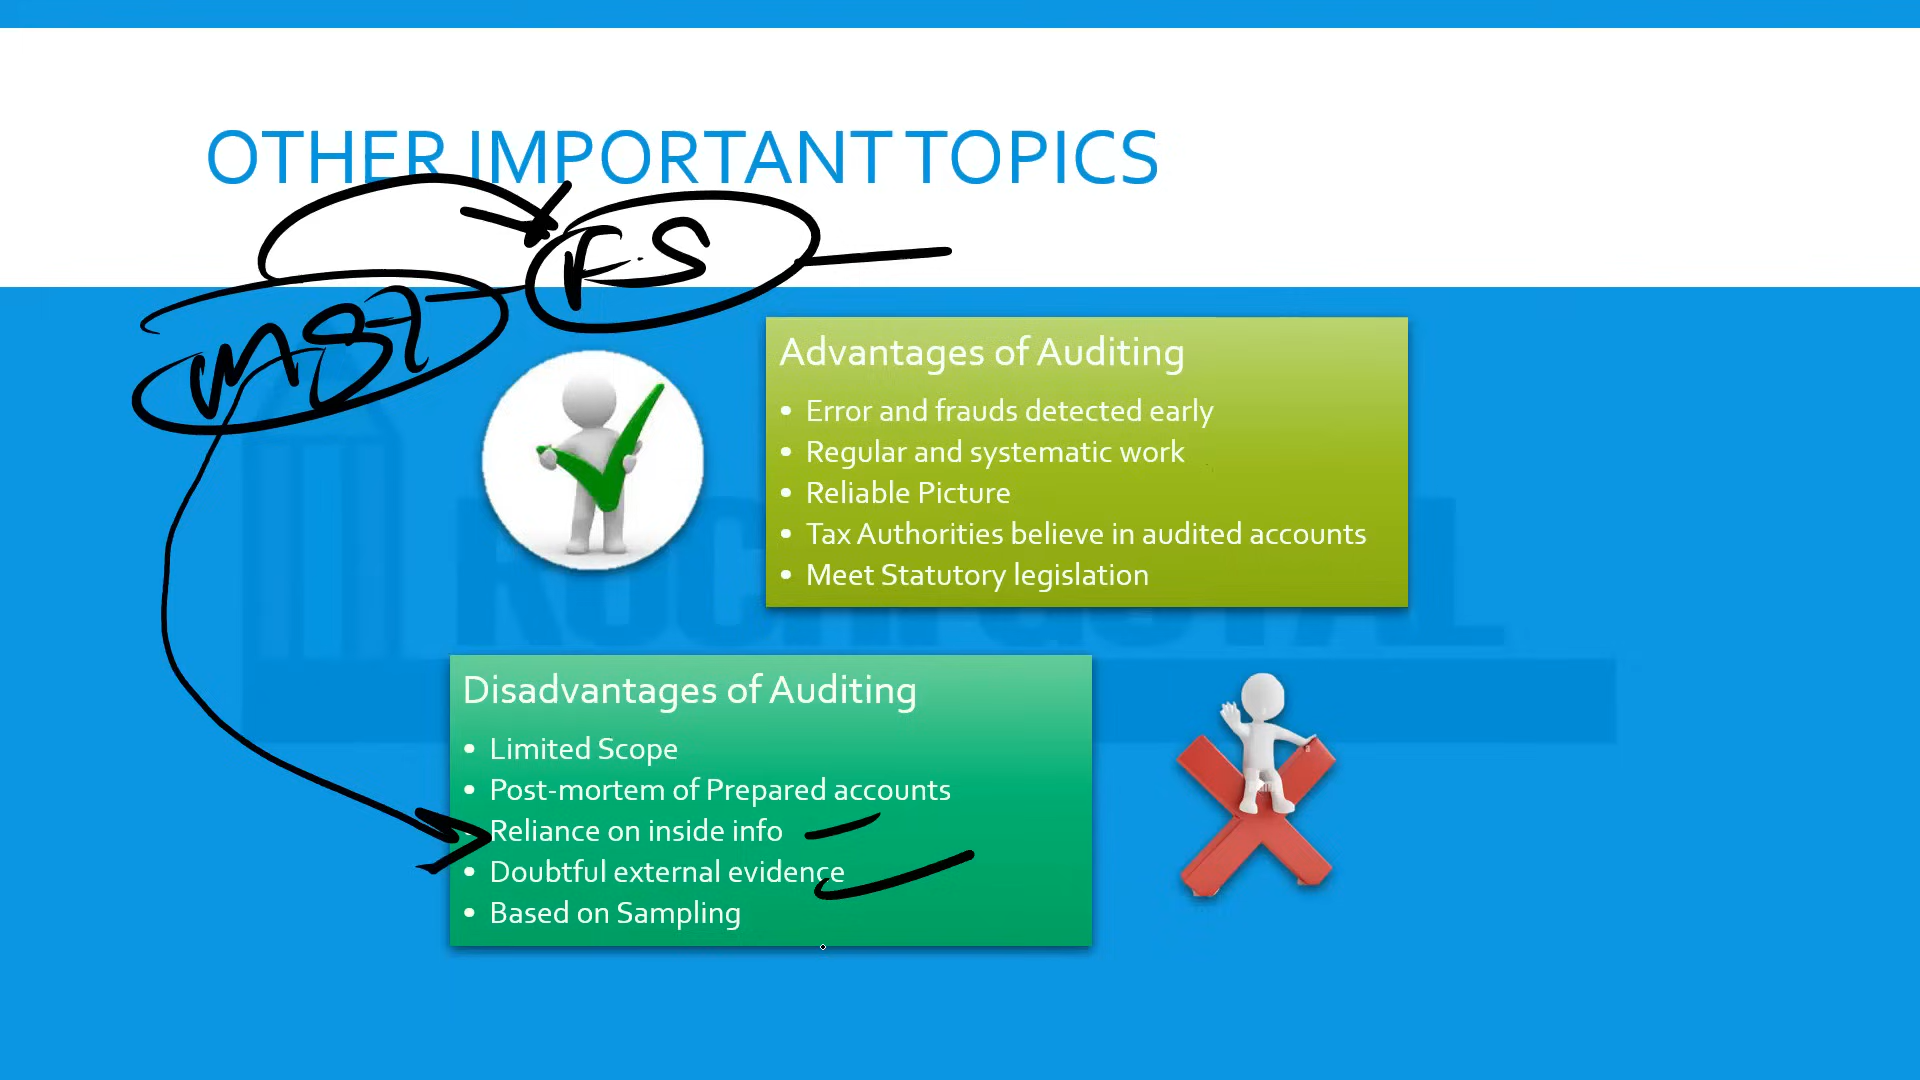 OTHER IMPORTANT TOPICS
F.S
Advantages of Auditing
• Error and frauds detected early
• Regular and systematic work
• Reliable Picture
• Tax Authorities believe in audited accounts
• Meet Statutory legislation
Disadvantages of Auditing
• Limited Scope
• Post-mortem of Prepared accounts
• Reliance on inside info
• Doubtful external evidence
• Based on Sampling